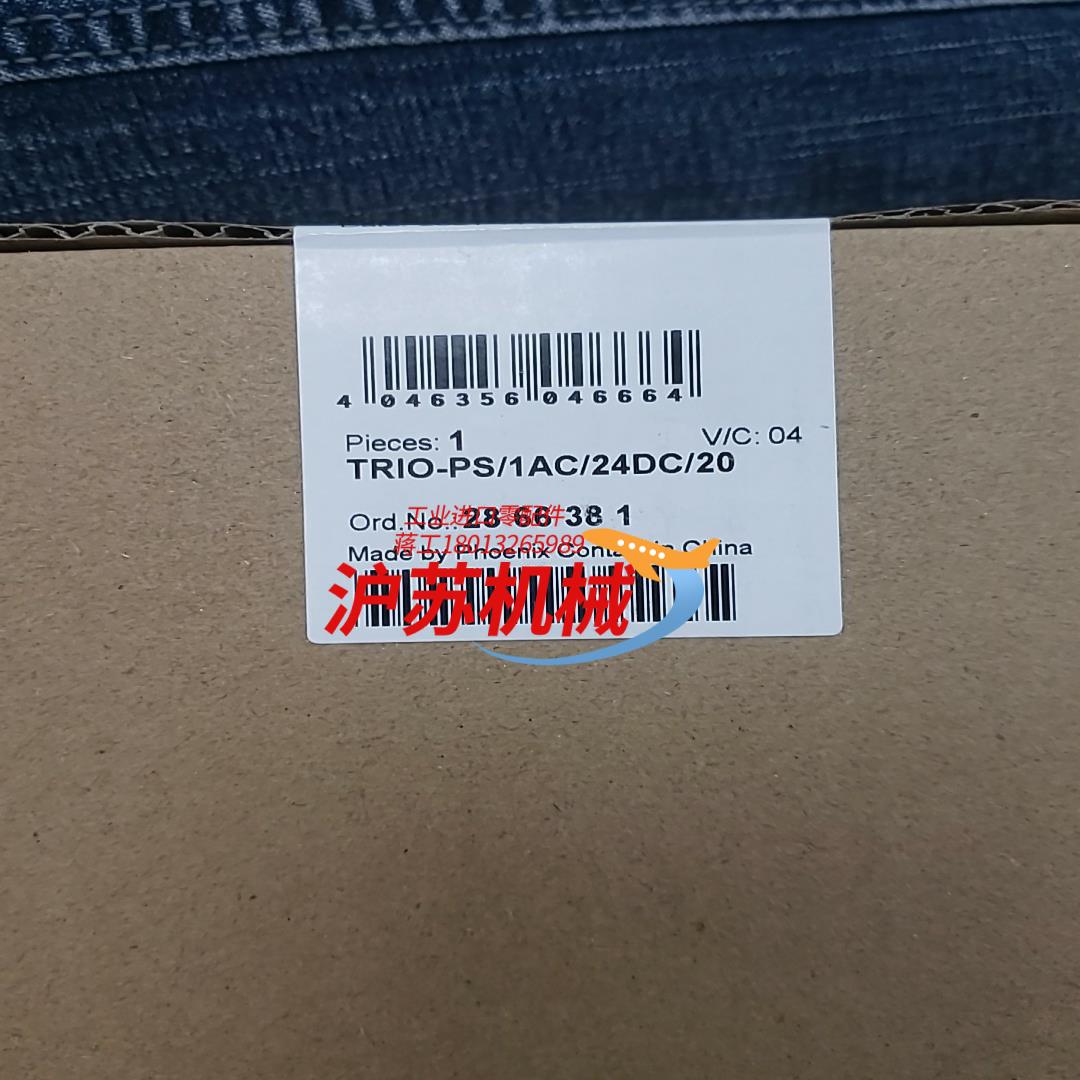 4 046356 046664
Pieces: 1 V/C: 04
TRIO-PS/1AC/24DC/20
工业进口零配件
Ord.No.: 28 66 38 1
蒋工18013265989
Made by Phoenix Contact in China
沪苏机械